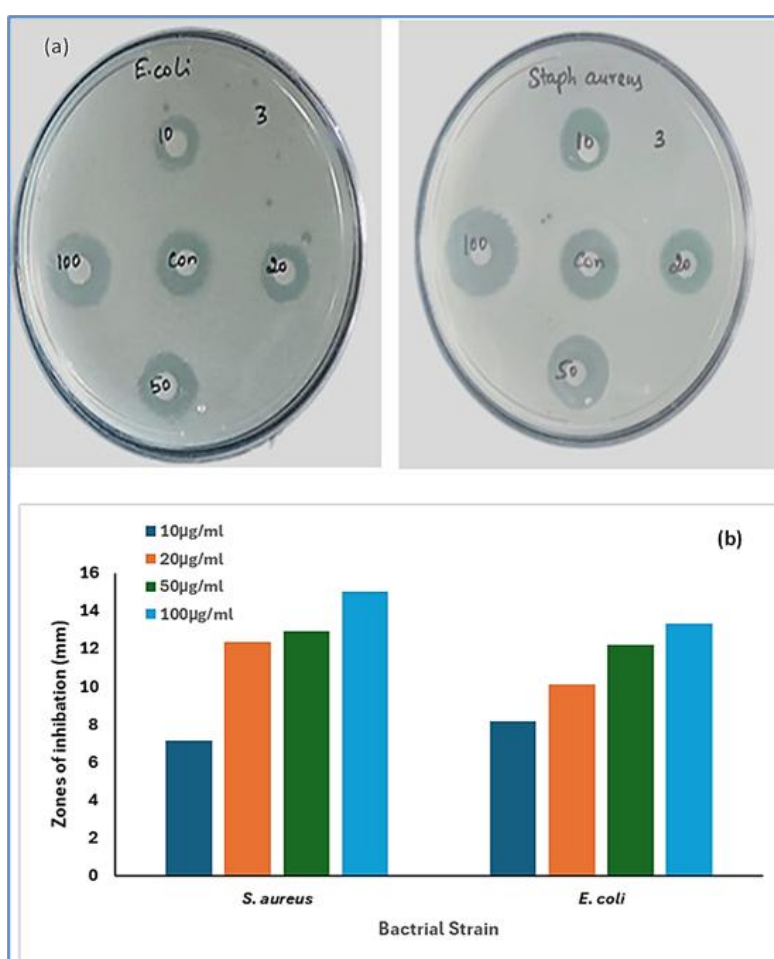 (a)
E.coli
10
3
100
con
20
50
Staph aureus
10
3
100
con
20
50
(b)
10μg/ml
20μg/ml
50μg/ml
100μg/ml
16
14
12
10
8
6
4
2
0
Zones of inhibation (mm)
S. aureus
E. coli
Bactrial Strain